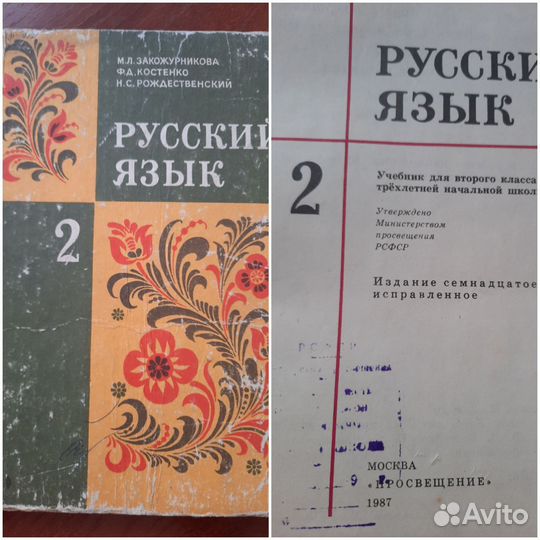 М.Л. ЗАКОЖУРНИКОВА
Ф.Д. КОСТЕНКО
Н.С. РОЖДЕСТВЕНСКИЙ
РУССКИЙ
ЯЗЫК
2
РУССКИ
ЯЗЫК
2
Учебник для второго класса
трёхлетней начальной школ
Утверждено
Министерством
просвещения
РСФСР
Издание семнадцатое
исправленное
РСФСР
МОСКВА
«ПРОСВЕЩЕНИЕ»
1987
Avito